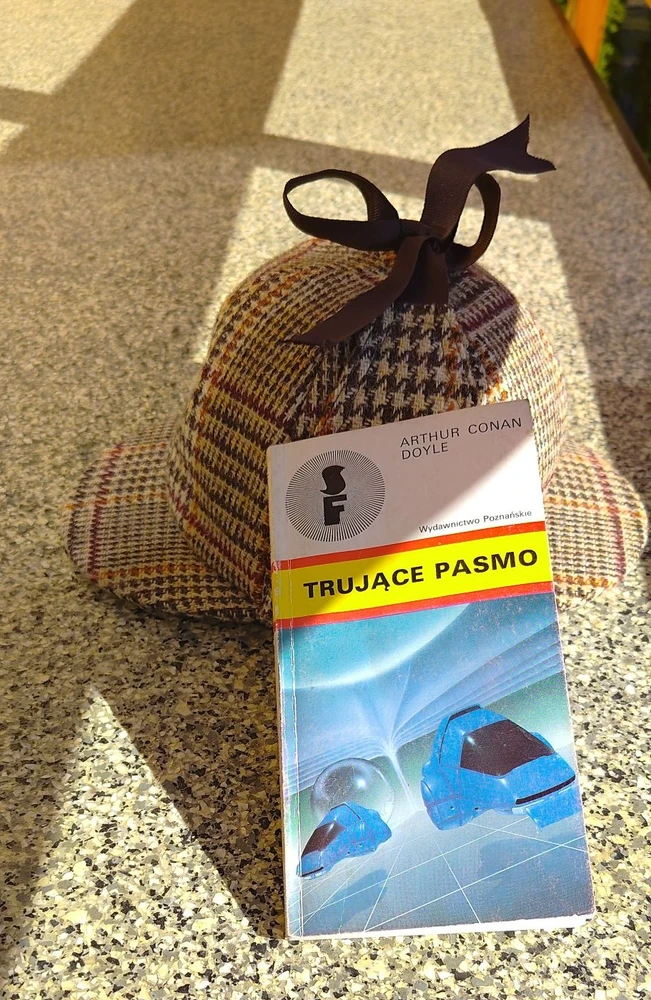 ARTHUR CONAN
DOYLE
SF
Wydawnictwo Poznańskie
TRUJĄCE PASMO